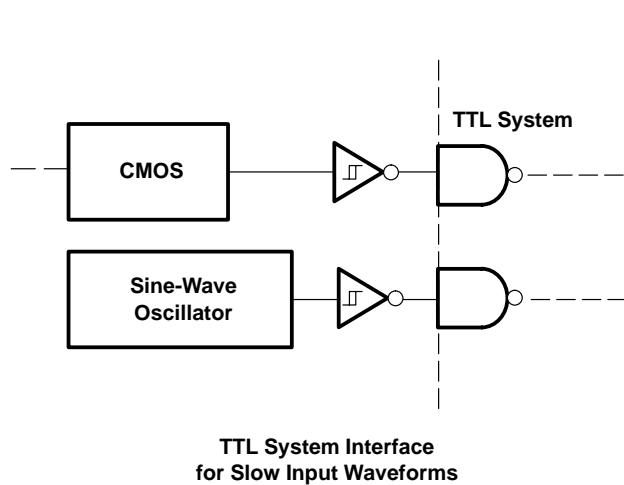 TTL System
CMOS
Sine-Wave
Oscillator
TTL System Interface
for Slow Input Waveforms